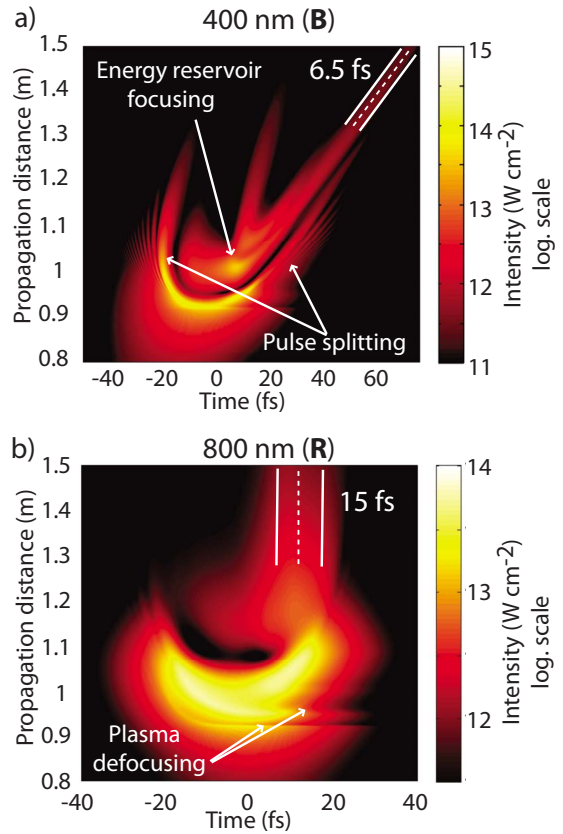 a)
400 nm (B)
1.5
1.4
1.3
1.2
1.1
1
0.9
0.8
Propagation distance (m)
Energy reservoir
focusing
6.5 fs
Pulse splitting
-40
-20
0
20
40
60
Time (fs)
15
14
13
12
11
Intensity (W cm-2)
log. scale
b)
800 nm (R)
1.5
1.4
1.3
1.2
1.1
1
0.9
0.8
Propagation distance (m)
15 fs
Plasma
defocusing
-40
-20
0
20
40
Time (fs)
14
13
12
Intensity (W cm-2)
log. scale